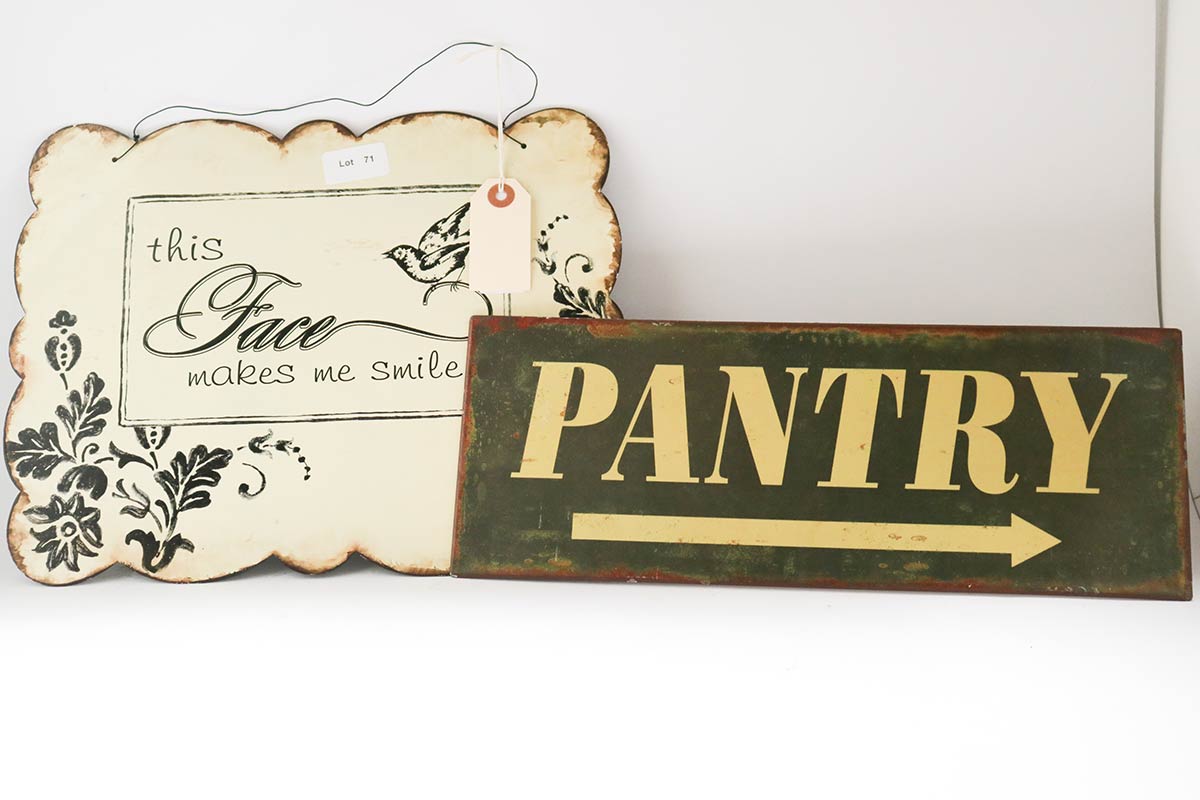 Lot 71
this
Face
makes me smile
PANTRY